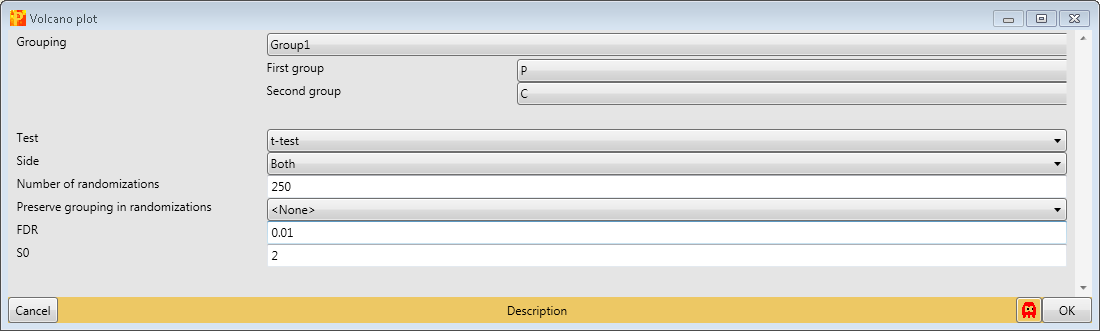 Volcano plot
Grouping Group1
First group P
Second group C
Test t-test
Side Both
Number of randomizations 250
Preserve grouping in randomizations <None>
FDR 0.01
S0 2
Cancel Description OK